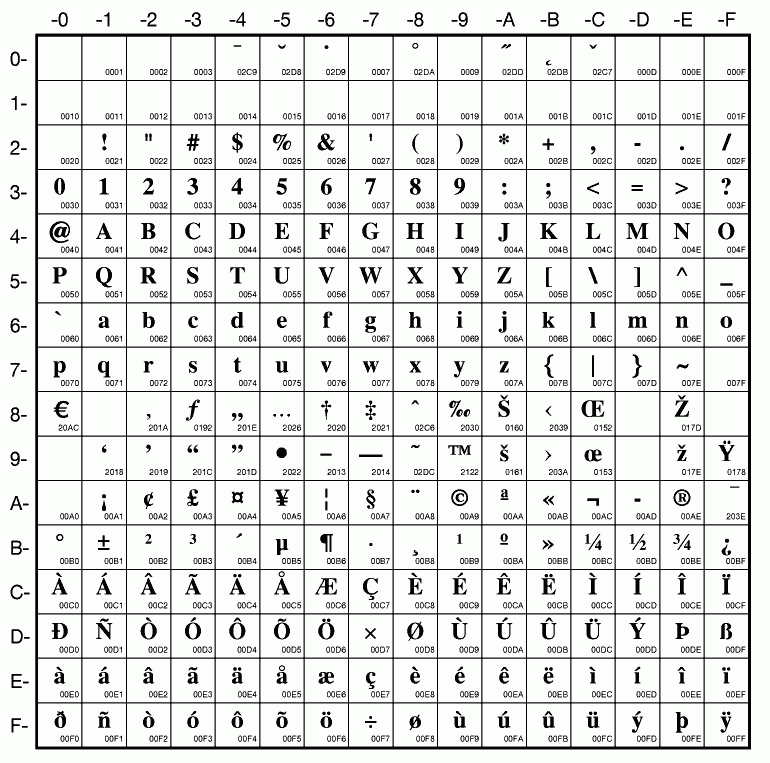 -0 -1 -2 -3 -4 -5 -6 -7 -8 -9 -A -B -C -D -E -F
0- ˉ ˘ ˙ ˚ ˝ ˛ ˇ
0001 0002 0003 02C9 02D8 02D9 0007 02DA 0009 02DD 02DB 02C7 000D 000E 000F
1-
0010 0011 0012 0013 0014 0015 0016 0017 0018 0019 001A 001B 001C 001D 001E 001F
2- ! " # $ % & ' ( ) * + , - . /
0020 0021 0022 0023 0024 0025 0026 0027 0028 0029 002A 002B 002C 002D 002E 002F
3- 0 1 2 3 4 5 6 7 8 9 : ; < = > ?
0030 0031 0032 0033 0034 0035 0036 0037 0038 0039 003A 003B 003C 003D 003E 003F
4- @ A B C D E F G H I J K L M N O
0040 0041 0042 0043 0044 0045 0046 0047 0048 0049 004A 004B 004C 004D 004E 004F
5- P Q R S T U V W X Y Z [ \ ] ^ _
0050 0051 0052 0053 0054 0055 0056 0057 0058 0059 005A 005B 005C 005D 005E 005F
6- ` a b c d e f g h i j k l m n o
0060 0061 0062 0063 0064 0065 0066 0067 0068 0069 006A 006B 006C 006D 006E 006F
7- p q r s t u v w x y z { | } ~
0070 0071 0072 0073 0074 0075 0076 0077 0078 0079 007A 007B 007C 007D 007E 007F
8- € ‚ ƒ „ … † ‡ ˆ ‰ Š ‹ Œ Ž
20AC 201A 0192 201E 2026 2020 2021 02C6 2030 0160 2039 0152 017D
9- ‘ ’ “ ” • – — ˜ ™ š › œ ž Ÿ
2018 2019 201C 201D 2022 2013 2014 02DC 2122 0161 203A 0153 017E 0178
A- ¡ ¢ £ ¤ ¥ ¦ § ¨ © ª « ¬ - ® ‾
00A0 00A1 00A2 00A3 00A4 00A5 00A6 00A7 00A8 00A9 00AA 00AB 00AC 00AD 00AE 203E
B- ° ± ² ³ ´ µ ¶ · ¸ ¹ º » ¼ ½ ¾ ¿
00B0 00B1 00B2 00B3 00B4 00B5 00B6 00B7 00B8 00B9 00BA 00BB 00BC 00BD 00BE 00BF
C- À Á Â Ã Ä Å Æ Ç È É Ê Ë Ì Í Î Ï
00C0 00C1 00C2 00C3 00C4 00C5 00C6 00C7 00C8 00C9 00CA 00CB 00CC 00CD 00CE 00CF
D- Ð Ñ Ò Ó Ô Õ Ö × Ø Ù Ú Û Ü Ý Þ ß
00D0 00D1 00D2 00D3 00D4 00D5 00D6 00D7 00D8 00D9 00DA 00DB 00DC 00DD 00DE 00DF
E- à á â ã ä å æ ç è é ê ë ì í î ï
00E0 00E1 00E2 00E3 00E4 00E5 00E6 00E7 00E8 00E9 00EA 00EB 00EC 00ED 00EE 00EF
F- ð ñ ò ó ô õ ö ÷ ø ù ú û ü ý þ ÿ
00F0 00F1 00F2 00F3 00F4 00F5 00F6 00F7 00F8 00F9 00FA 00FB 00FC 00FD 00FE 00FF